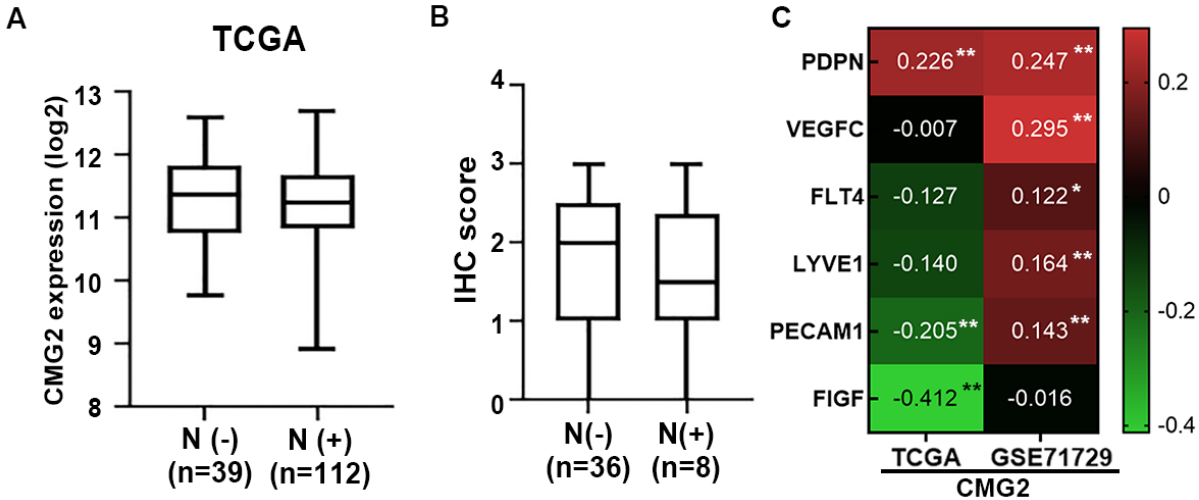 A
TCGA
CMG2 expression (log2)
13
12
11
10
9
8
N (-)
(n=39)
N (+)
(n=112)
B
IHC score
4
3
2
1
0
N(-)
(n=36)
N(+)
(n=8)
C
PDPN 0.226** 0.247**
VEGFC -0.007 0.295**
FLT4 -0.127 0.122*
LYVE1 -0.140 0.164**
PECAM1 -0.205** 0.143**
FIGF -0.412** -0.016
TCGA GSE71729
CMG2
0.2
0
-0.2
-0.4